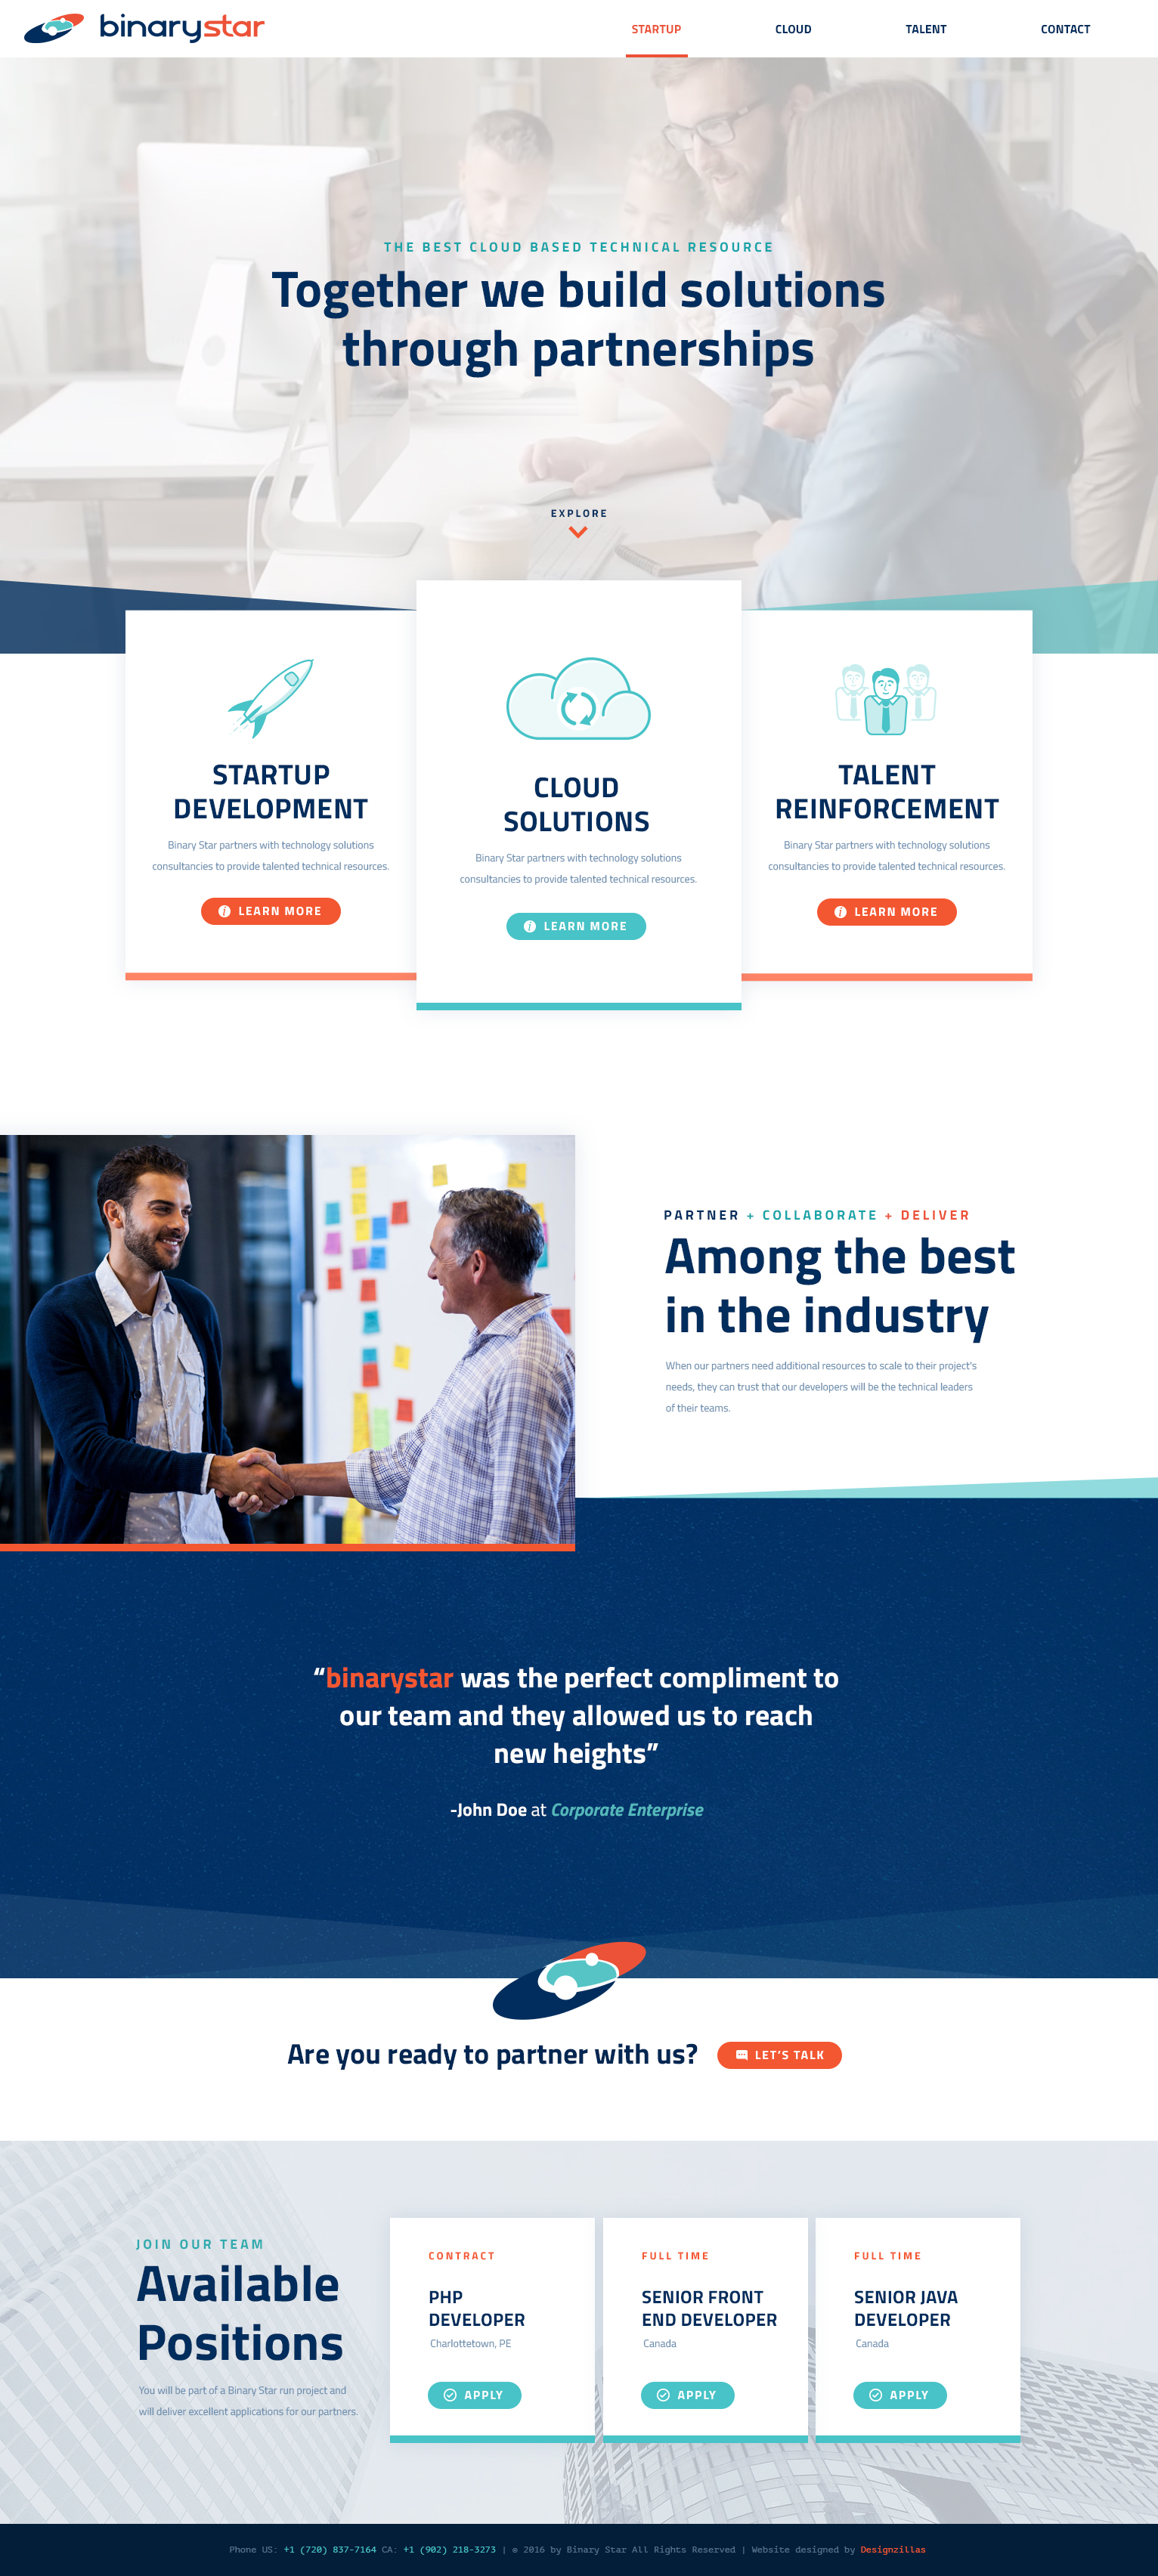 binarystar
STARTUP
CLOUD
TALENT
CONTACT
THE BEST CLOUD BASED TECHNICAL RESOURCE
Together we build solutions
through partnerships
EXPLORE
STARTUP
DEVELOPMENT
Binary Star partners with technology solutions
consultancies to provide talented technical resources.
LEARN MORE
CLOUD
SOLUTIONS
Binary Star partners with technology solutions
consultancies to provide talented technical resources.
LEARN MORE
TALENT
REINFORCEMENT
Binary Star partners with technology solutions
consultancies to provide talented technical resources.
LEARN MORE
PARTNER + COLLABORATE + DELIVER
Among the best
in the industry
When our partners need additional resources to scale to their project's
needs, they can trust that our developers will be the technical leaders
of their teams.
“binarystar was the perfect compliment to
our team and they allowed us to reach
new heights”
-John Doe at Corporate Enterprise
Are you ready to partner with us?
LET'S TALK
JOIN OUR TEAM
Available
Positions
You will be part of a Binary Star run project and
will deliver excellent applications for our partners.
CONTRACT
PHP
DEVELOPER
Charlottetown, PE
APPLY
FULL TIME
SENIOR FRONT
END DEVELOPER
Canada
APPLY
FULL TIME
SENIOR JAVA
DEVELOPER
Canada
APPLY
Phone US: +1 (720) 837-7164 CA: +1 (902) 218-3273 | © 2016 by Binary Star All Rights Reserved | Website designed by Designzillas